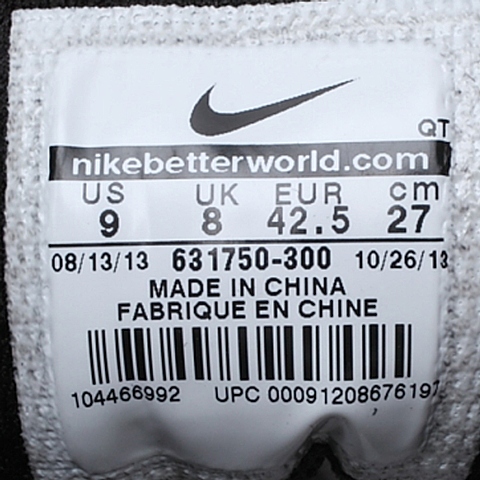 QT
nikebetterworld.com
US UK EUR cm
9 8 42.5 27
08/13/13 631750-300 10/26/13
MADE IN CHINA
FABRIQUE EN CHINE
104466992 UPC 00091208676197